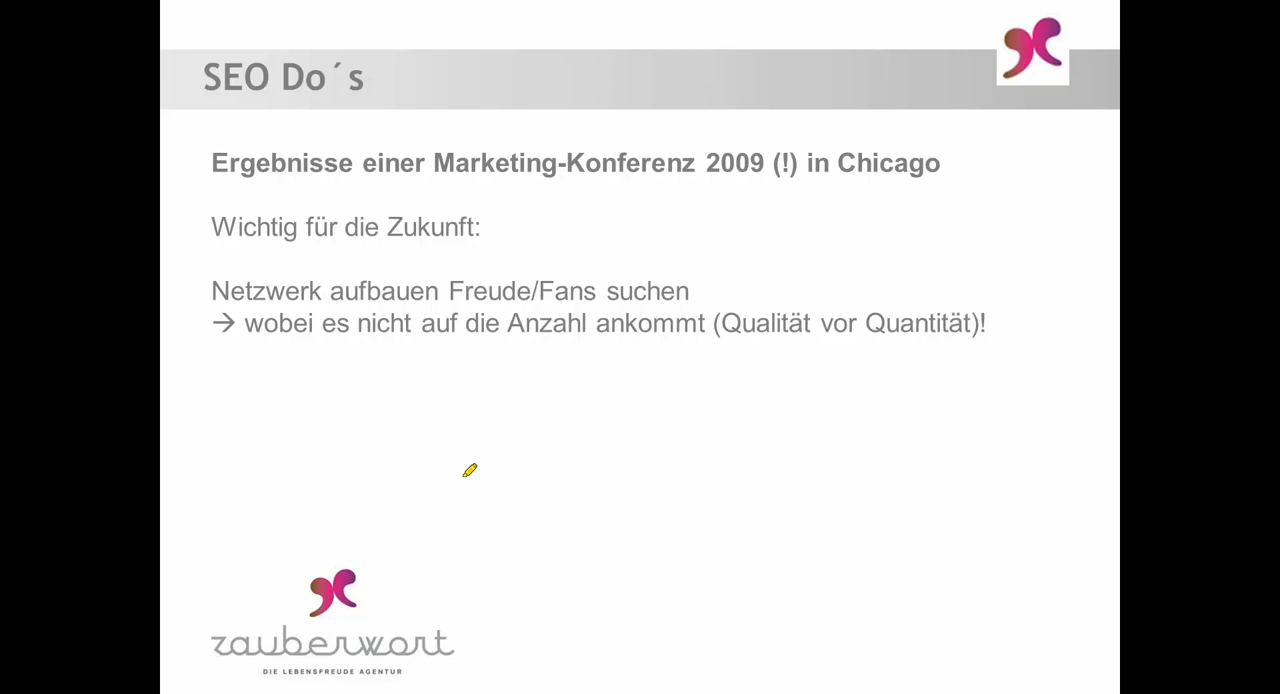 SEO Do´s
Ergebnisse einer Marketing-Konferenz 2009 (!) in Chicago
Wichtig für die Zukunft:
Netzwerk aufbauen Freude/Fans suchen
→ wobei es nicht auf die Anzahl ankommt (Qualität vor Quantität)!
zauberwort
DIE LEBENSFREUDE AGENTUR